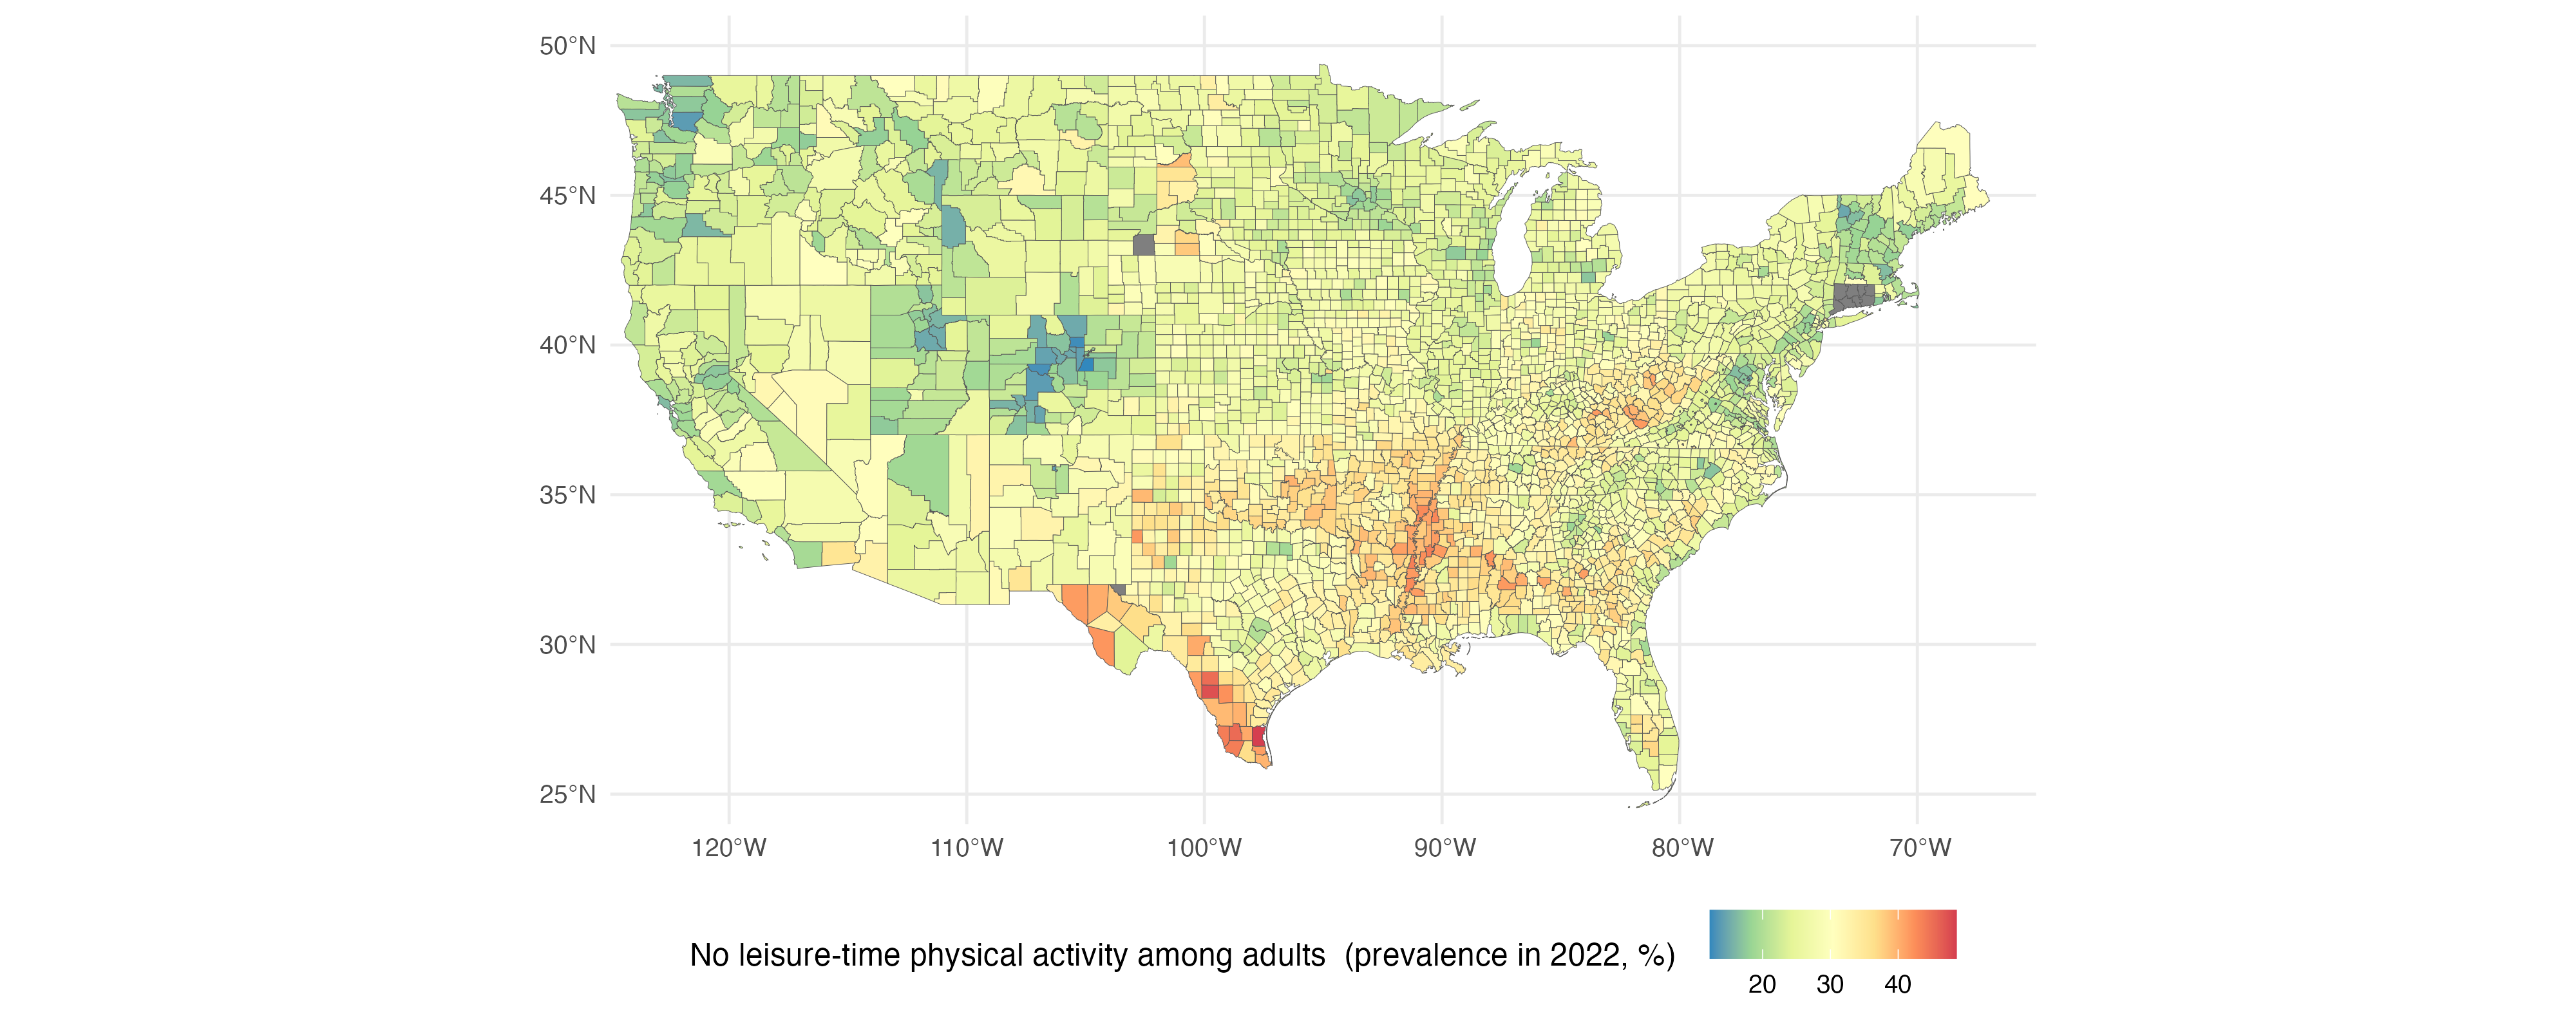 50°N
45°N
40°N
35°N
30°N
25°N
120°W 110°W 100°W 90°W 80°W 70°W
No leisure-time physical activity among adults (prevalence in 2022, %)
20 30 40